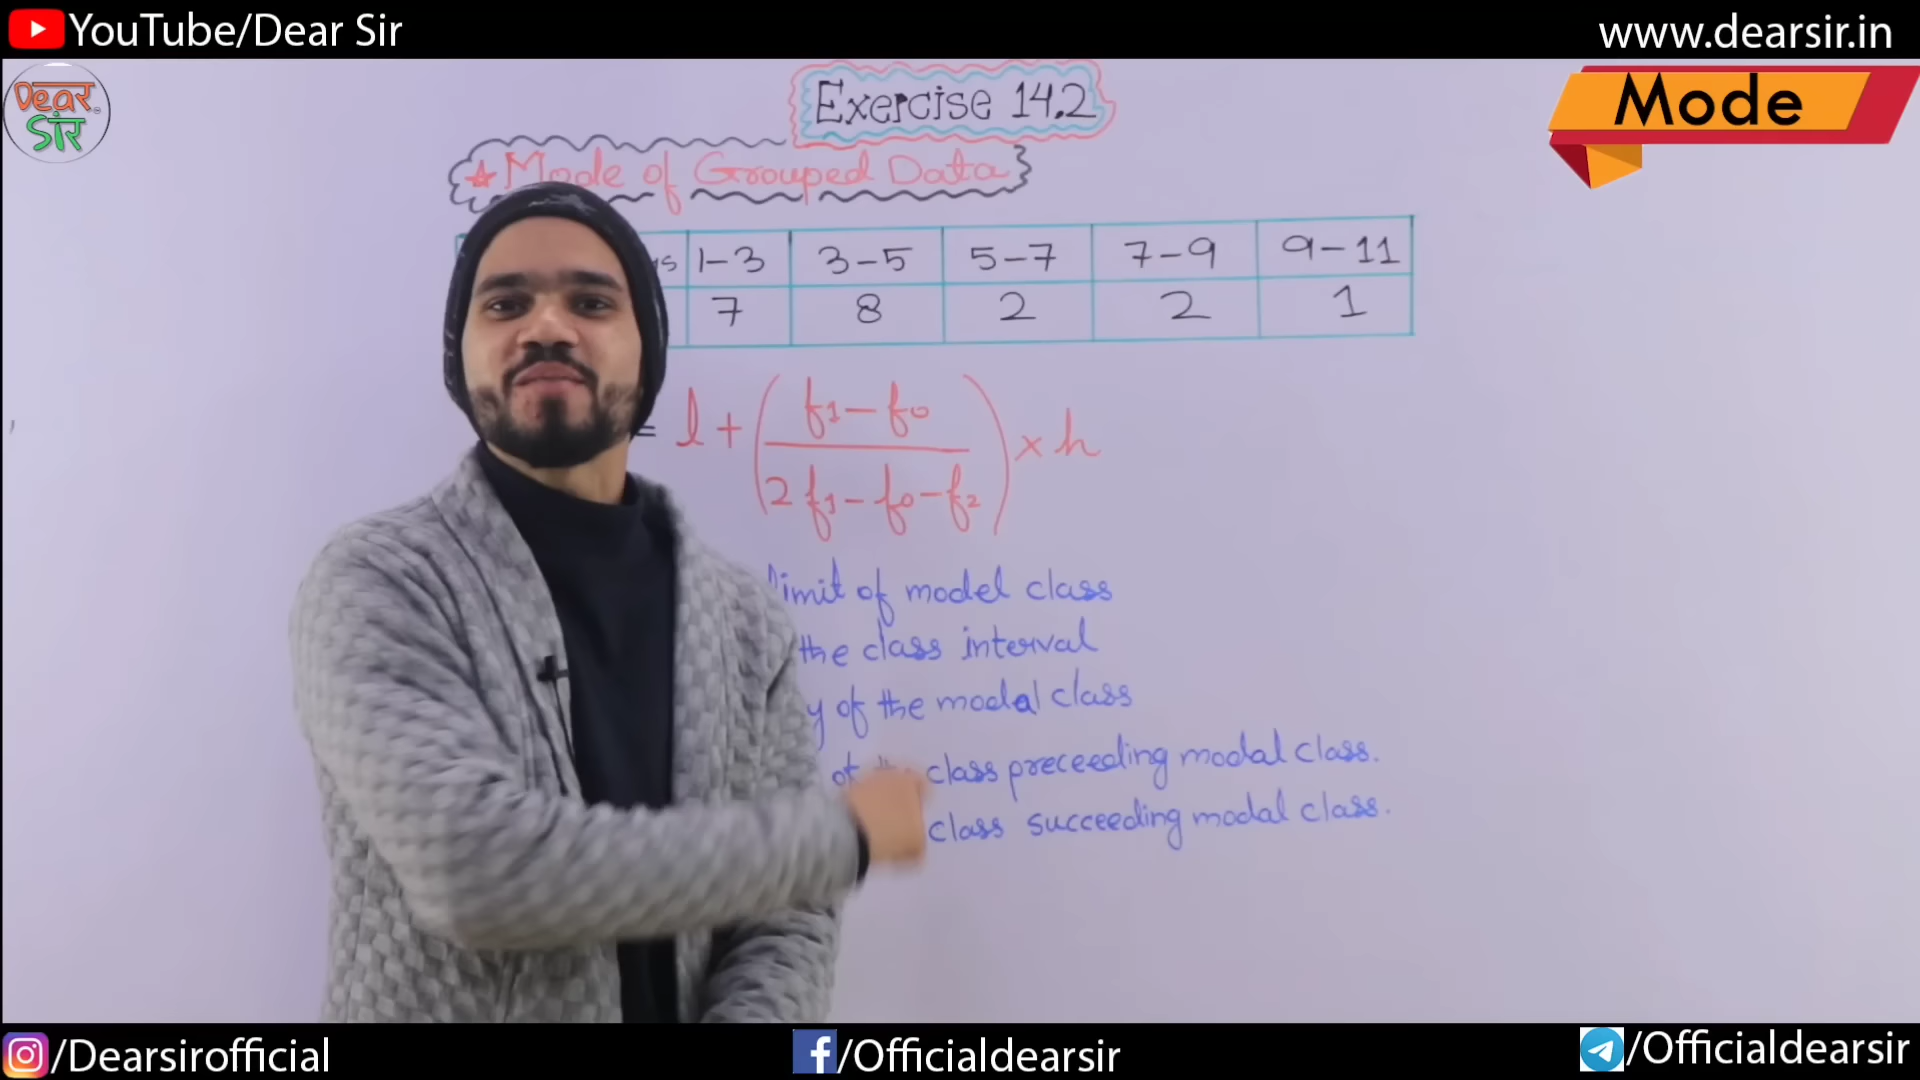 YouTube/Dear Sir
www.dearsir.in
Dear
सर
Mode
Exercise 14.2
★ Mode of Grouped Data
1-3 3-5 5-7 7-9 9-11
7 8 2 2 1
= l + (f1 - f0 / 2f1 - f0 - f2) × h
limit of model class
the class interval
of the modal class
class preceeding modal class.
class succeeding modal class.
/Dearsirofficial
/Officialdearsir
/Officialdearsir